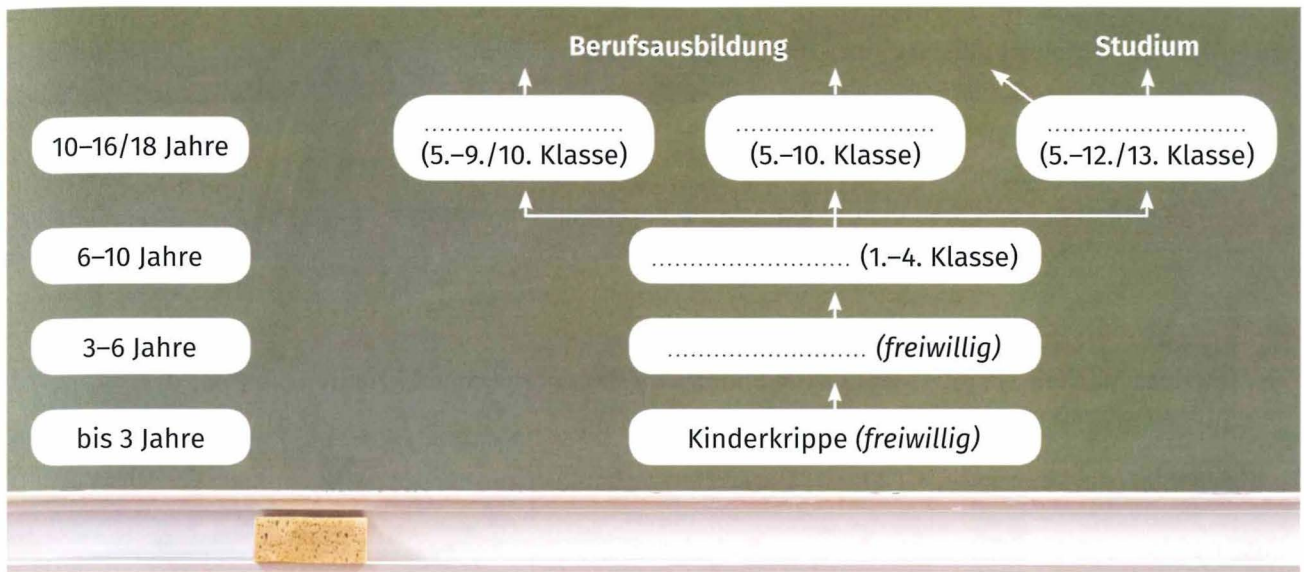 Berufsausbildung Studium
10–16/18 Jahre
......................... (5.–9./10. Klasse)
......................... (5.–10. Klasse)
......................... (5.–12./13. Klasse)
6–10 Jahre
......................... (1.–4. Klasse)
3–6 Jahre
......................... (freiwillig)
bis 3 Jahre
Kinderkrippe (freiwillig)